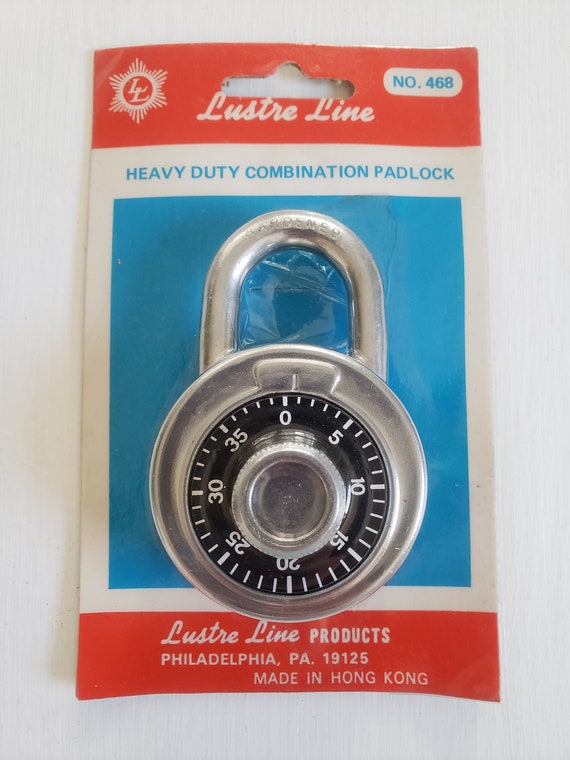 LL
Lustre Line
NO. 468
HEAVY DUTY COMBINATION PADLOCK
HARDENED
0
5
10
15
20
25
30
35
Lustre Line PRODUCTS
PHILADELPHIA, PA. 19125
MADE IN HONG KONG